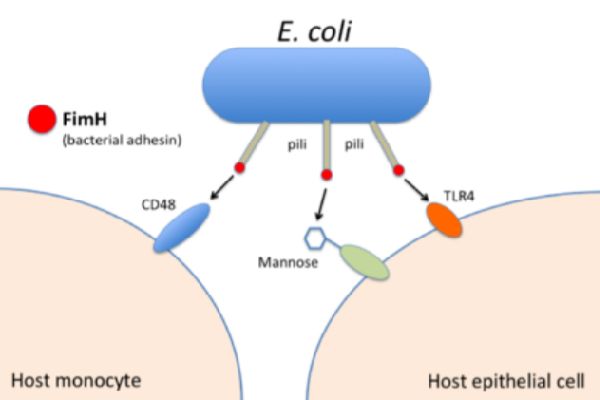 E. coli
FimH
(bacterial adhesin)
pili
pili
CD48
TLR4
Mannose
Host monocyte
Host epithelial cell